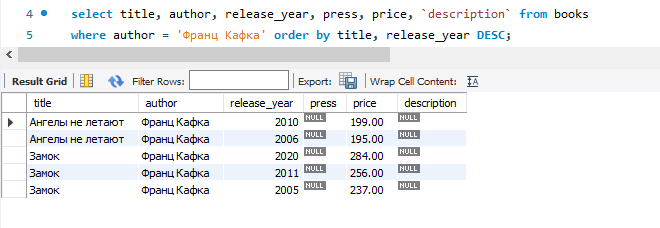 4 select title, author, release_year, press, price, `description` from books
5 where author = 'Франц Кафка' order by title, release_year DESC;
Result Grid Filter Rows: Export: Wrap Cell Content: IA
title author release_year press price description
Ангелы не летают Франц Кафка 2010 NULL 199.00 NULL
Ангелы не летают Франц Кафка 2006 NULL 195.00 NULL
Замок Франц Кафка 2020 NULL 284.00 NULL
Замок Франц Кафка 2011 NULL 256.00 NULL
Замок Франц Кафка 2005 NULL 237.00 NULL